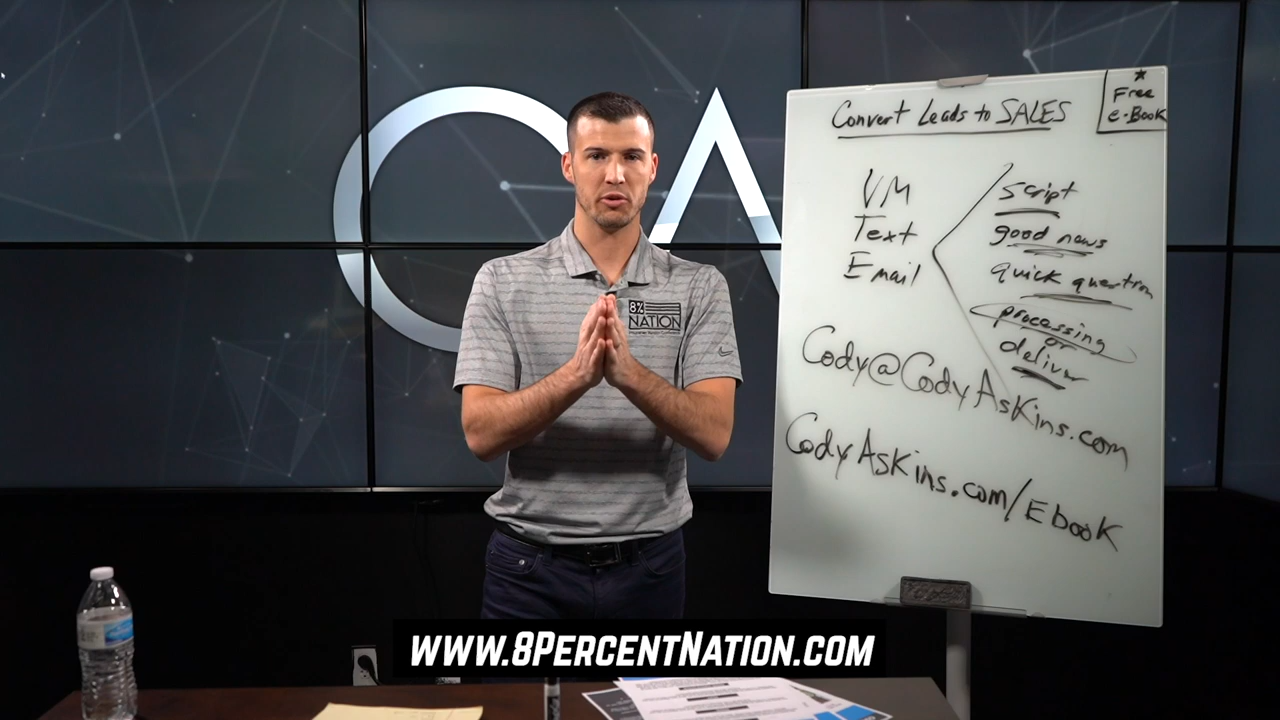 CA
Convert Leads to SALES
Free
e-Book
VM
Text
Email
Script
good news
quick question
processing
or
deliver
Cody@CodyAskins.com
CodyAskins.com/Ebook
8%
NATION
www.8PercentNation.com